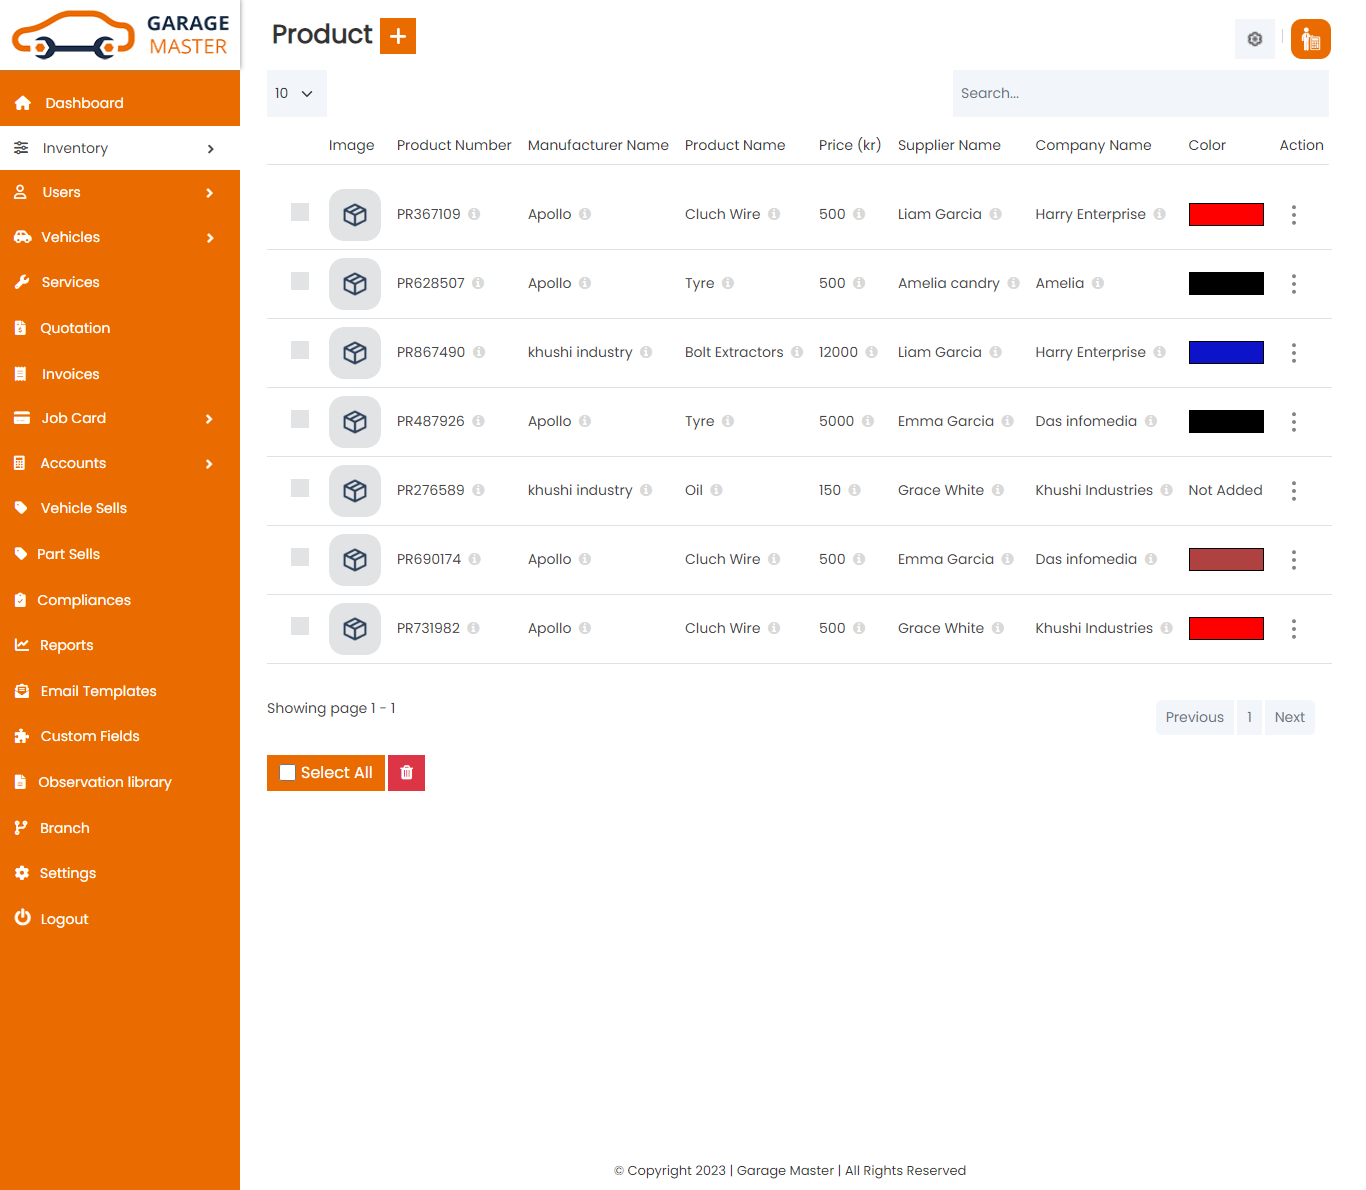 GARAGE
MASTER
Dashboard
Inventory
Users
Vehicles
Services
Quotation
Invoices
Job Card
Accounts
Vehicle Sells
Part Sells
Compliances
Reports
Email Templates
Custom Fields
Observation library
Branch
Settings
Logout
Product +
10
Search...
Image Product Number Manufacturer Name Product Name Price (kr) Supplier Name Company Name Color Action
PR367109 Apollo Cluch Wire 500 Liam Garcia Harry Enterprise
PR628507 Apollo Tyre 500 Amelia candry Amelia
PR867490 khushi industry Bolt Extractors 12000 Liam Garcia Harry Enterprise
PR487926 Apollo Tyre 5000 Emma Garcia Das infomedia
PR276589 khushi industry Oil 150 Grace White Khushi Industries Not Added
PR690174 Apollo Cluch Wire 500 Emma Garcia Das infomedia
PR731982 Apollo Cluch Wire 500 Grace White Khushi Industries
Showing page 1 - 1
Previous 1 Next
Select All
© Copyright 2023 | Garage Master | All Rights Reserved